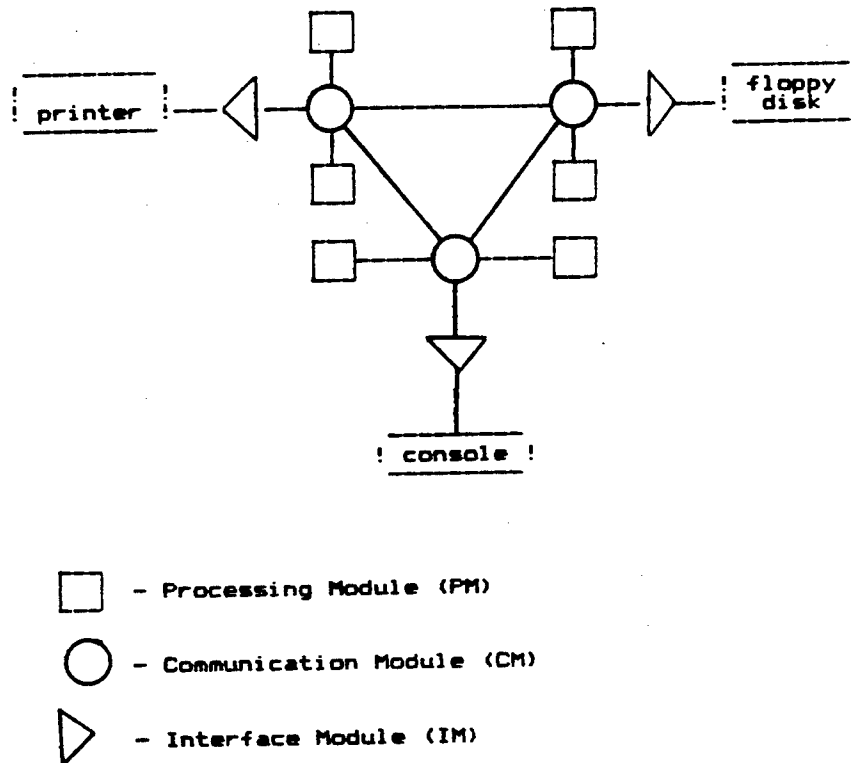 printer
floppy
disk
! console !
- Processing Module (PM)
- Communication Module (CM)
- Interface Module (IM)